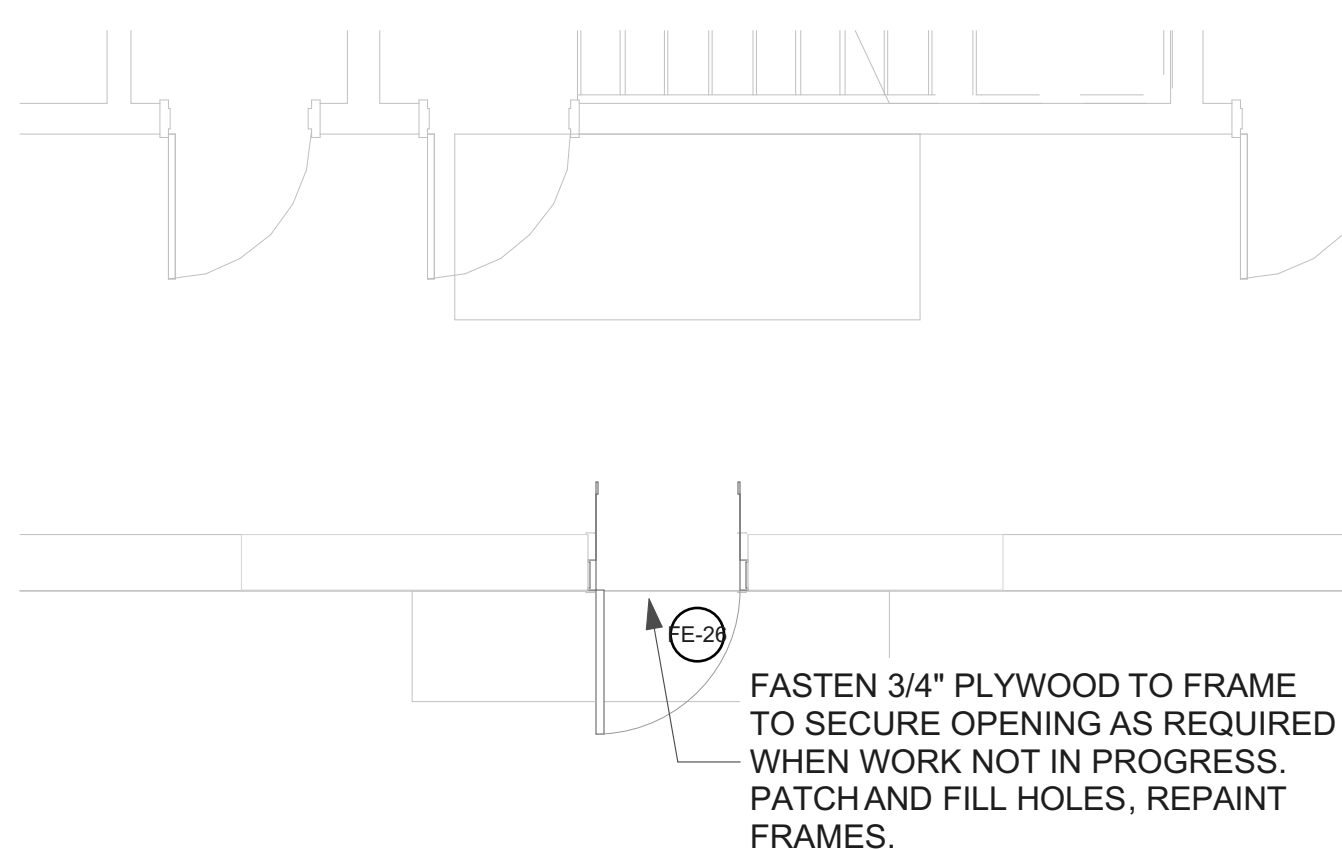 FE-26
FASTEN 3/4" PLYWOOD TO FRAME
TO SECURE OPENING AS REQUIRED
WHEN WORK NOT IN PROGRESS.
PATCH AND FILL HOLES, REPAINT
FRAMES.